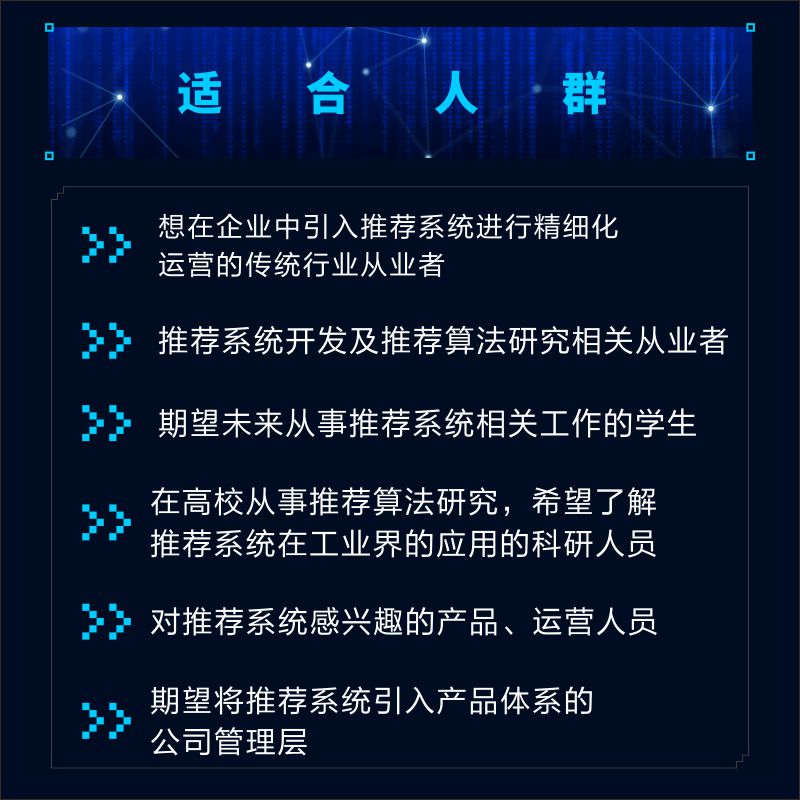 适合人群
想在企业中引入推荐系统进行精细化
运营的传统行业从业者
推荐系统开发及推荐算法研究相关从业者
期望未来从事推荐系统相关工作的学生
在高校从事推荐算法研究，希望了解
推荐系统在工业界的应用的科研人员
对推荐系统感兴趣的产品、运营人员
期望将推荐系统引入产品体系的
公司管理层